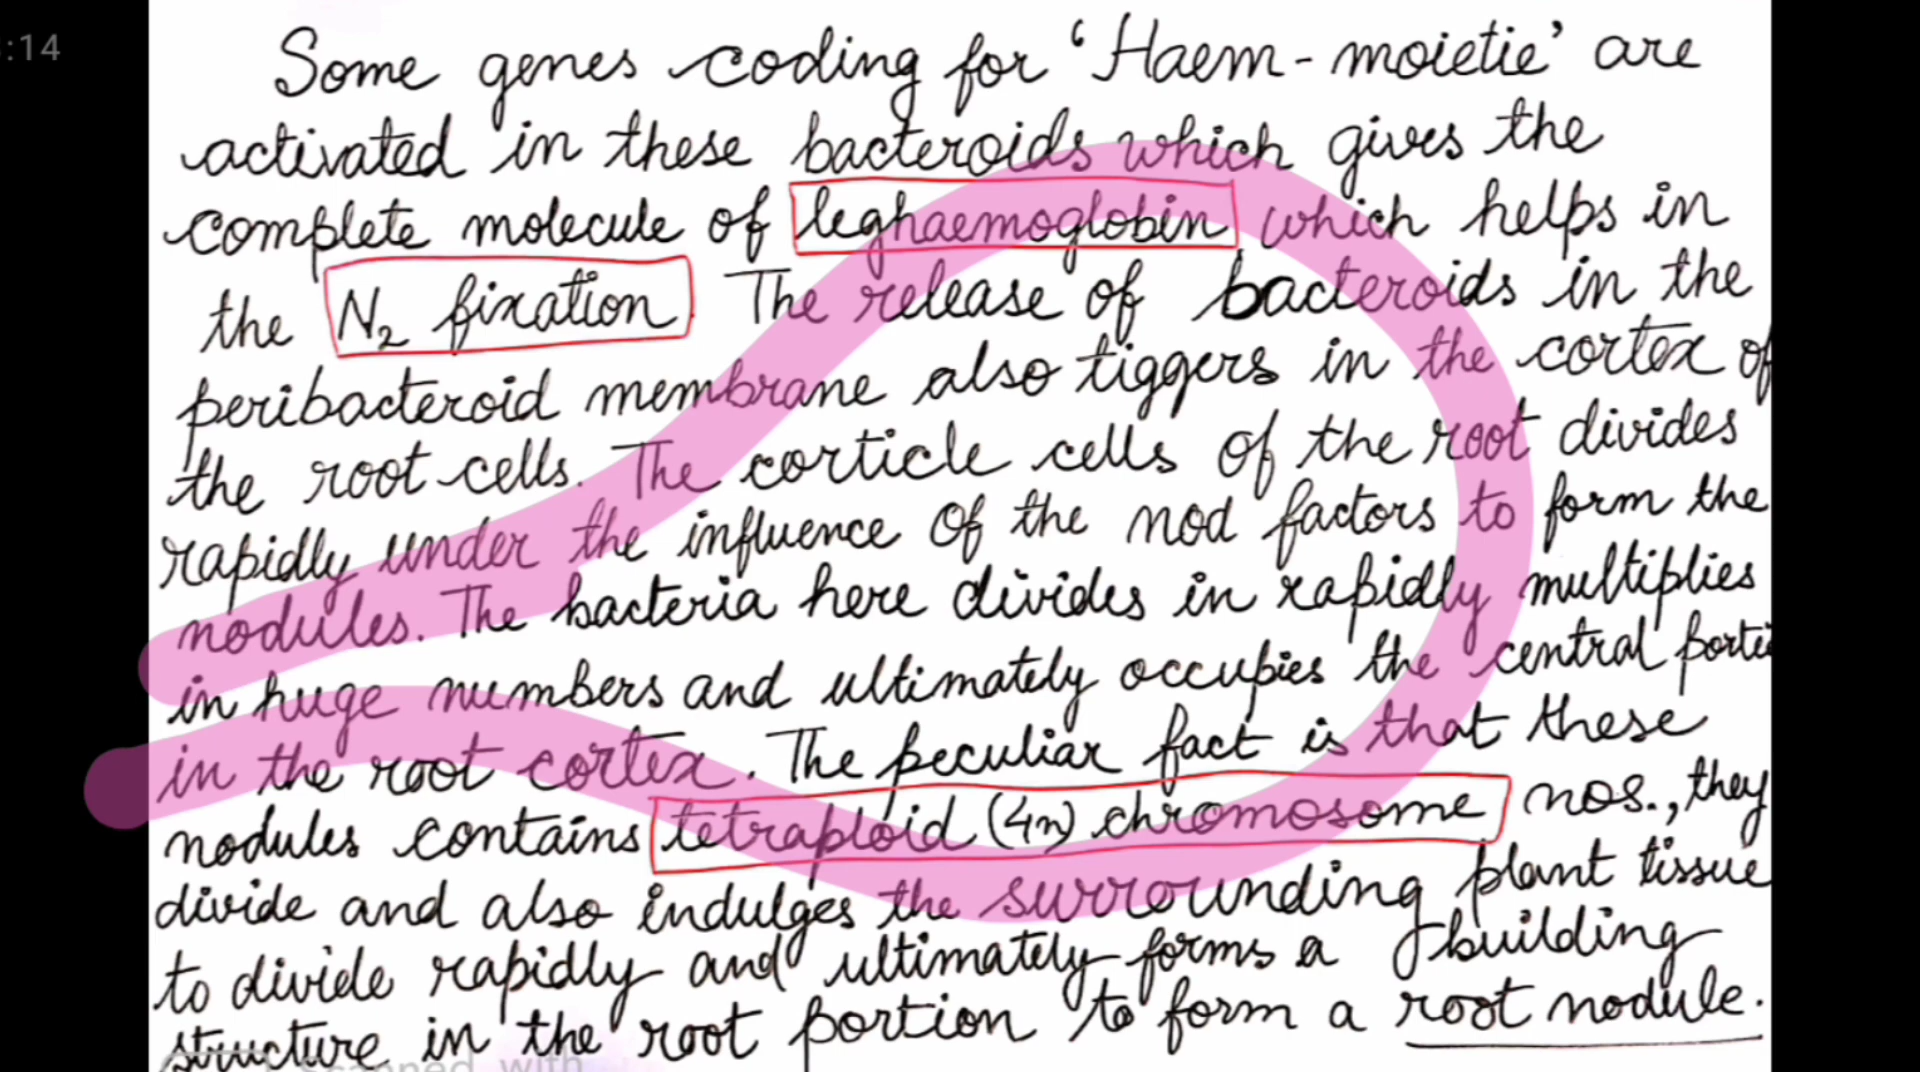 :14
Some genes coding for 'Haem-moietie' are
activated in these bacteroids which gives the
complete molecule of leghaemoglobin which helps in
the N₂ fixation. The release of bacteroids in the
peribacteroid membrane also tiggers in the cortex of
the root cells. The corticle cells of the root divides
rapidly under the influence of the nod factors to form the
nodules. The bacteria here divides in rapidly multiplies
in huge numbers and ultimately occupies the central
in the root cortex. The peculiar fact is that these
nodules contains tetraploid (4n) chromosome nos., they
divide and also indulges the surrounding plant tissue
to divide rapidly and ultimately forms a building
structure in the root portion to form a root nodule.
Scanned with